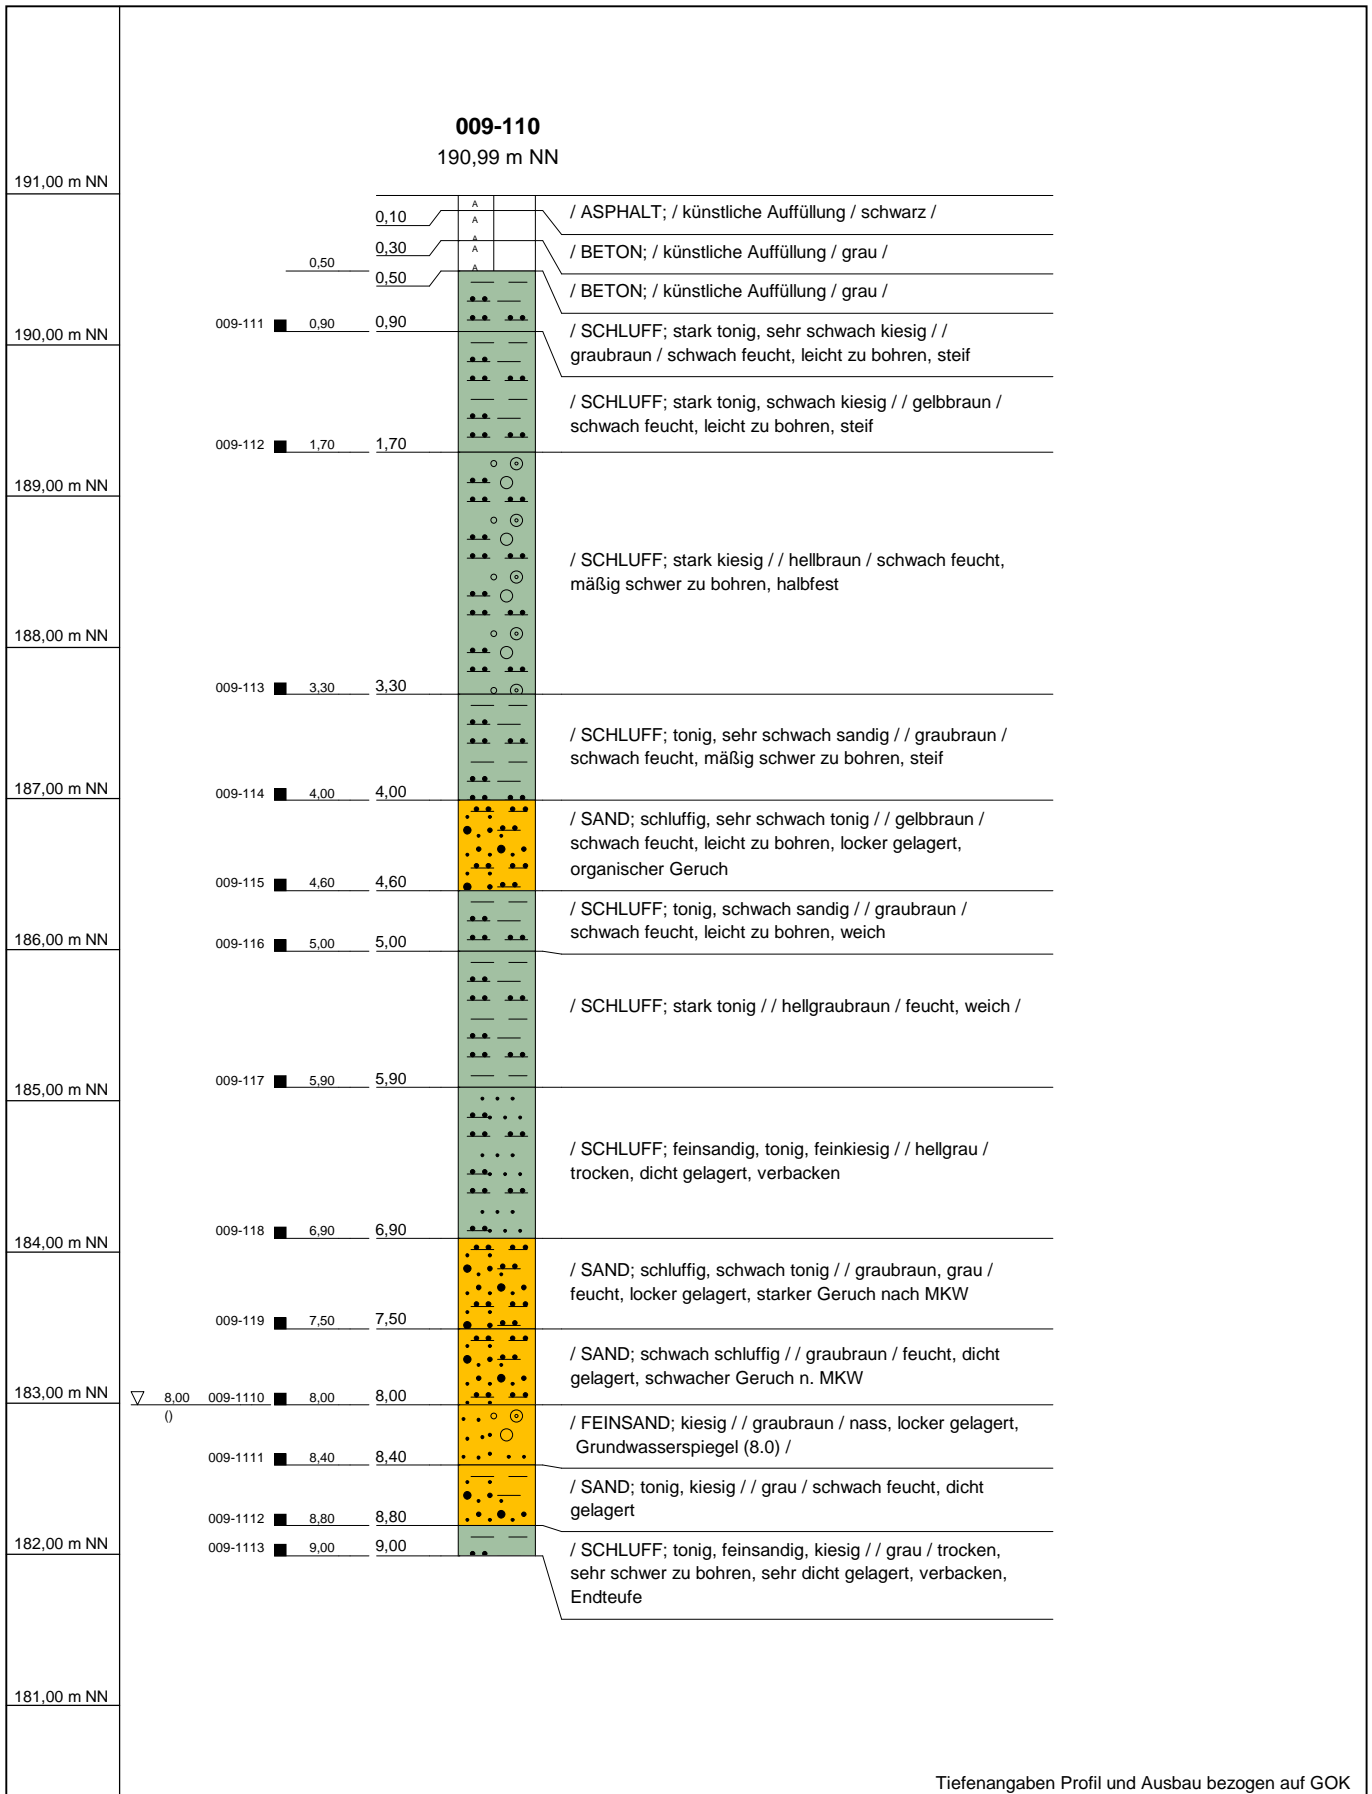 009-110
190,99 m NN
191,00 m NN
A
0,10
A
/ ASPHALT; / künstliche Auffüllung / schwarz /
A
0,30
A
/ BETON; / künstliche Auffüllung / grau /
0,50
A
0,50
/ BETON; / künstliche Auffüllung / grau /
190,00 m NN
009-111 0,90 0,90
/ SCHLUFF; stark tonig, sehr schwach kiesig / /
graubraun / schwach feucht, leicht zu bohren, steif
/ SCHLUFF; stark tonig, schwach kiesig / / gelbbraun /
schwach feucht, leicht zu bohren, steif
009-112 1,70 1,70
189,00 m NN
/ SCHLUFF; stark kiesig / / hellbraun / schwach feucht,
mäßig schwer zu bohren, halbfest
188,00 m NN
009-113 3,30 3,30
/ SCHLUFF; tonig, sehr schwach sandig / / graubraun /
schwach feucht, mäßig schwer zu bohren, steif
187,00 m NN
009-114 4,00 4,00
/ SAND; schluffig, sehr schwach tonig / / gelbbraun /
schwach feucht, leicht zu bohren, locker gelagert,
organischer Geruch
009-115 4,60 4,60
/ SCHLUFF; tonig, schwach sandig / / graubraun /
schwach feucht, leicht zu bohren, weich
186,00 m NN
009-116 5,00 5,00
/ SCHLUFF; stark tonig / / hellgraubraun / feucht, weich /
009-117 5,90 5,90
185,00 m NN
/ SCHLUFF; feinsandig, tonig, feinkiesig / / hellgrau /
trocken, dicht gelagert, verbacken
009-118 6,90 6,90
184,00 m NN
/ SAND; schluffig, schwach tonig / / graubraun, grau /
feucht, locker gelagert, starker Geruch nach MKW
009-119 7,50 7,50
/ SAND; schwach schluffig / / graubraun / feucht, dicht
gelagert, schwacher Geruch n. MKW
183,00 m NN
8,00 009-1110 8,00 8,00
()
/ FEINSAND; kiesig / / graubraun / nass, locker gelagert,
Grundwasserspiegel (8.0) /
009-1111 8,40 8,40
/ SAND; tonig, kiesig / / grau / schwach feucht, dicht
gelagert
009-1112 8,80 8,80
182,00 m NN
009-1113 9,00 9,00
/ SCHLUFF; tonig, feinsandig, kiesig / / grau / trocken,
sehr schwer zu bohren, sehr dicht gelagert, verbacken,
Endteufe
181,00 m NN
Tiefenangaben Profil und Ausbau bezogen auf GOK